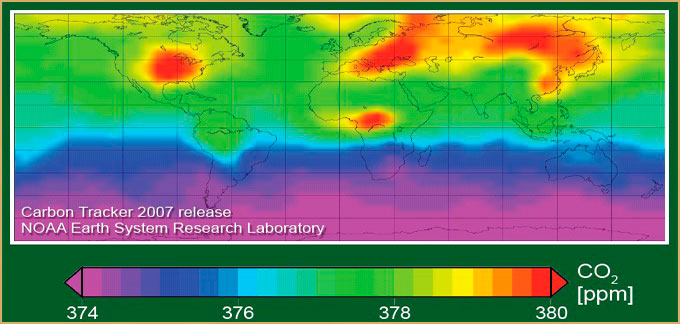 Carbon Tracker 2007 release
NOAA Earth System Research Laboratory
CO₂
[ppm]
374 376 378 380